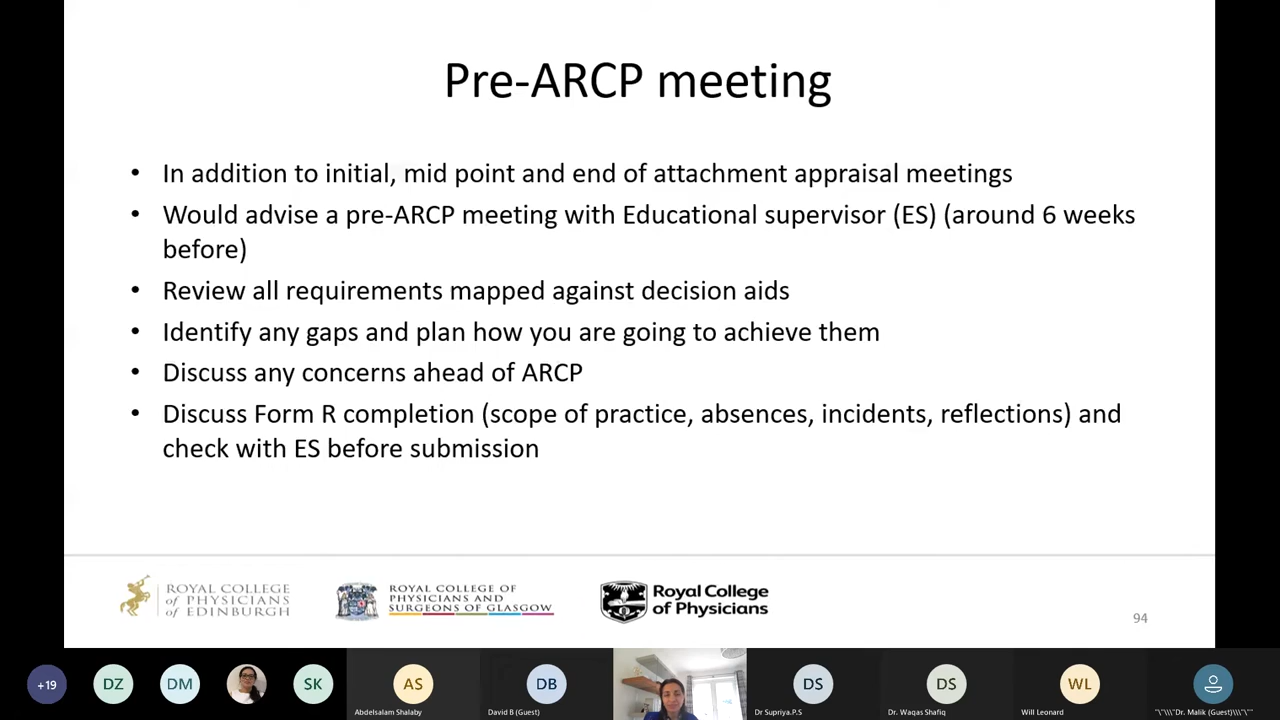 Pre-ARCP meeting
• In addition to initial, mid point and end of attachment appraisal meetings
• Would advise a pre-ARCP meeting with Educational supervisor (ES) (around 6 weeks
before)
• Review all requirements mapped against decision aids
• Identify any gaps and plan how you are going to achieve them
• Discuss any concerns ahead of ARCP
• Discuss Form R completion (scope of practice, absences, incidents, reflections) and
check with ES before submission
ROYAL COLLEGE
of PHYSICIANS
of EDINBURGH
ROYAL COLLEGE OF
PHYSICIANS AND
SURGEONS OF GLASGOW
Royal College
of Physicians
94
+19
DZ
DM
SK
AS
Abdelsalam Shalaby
DB
David B (Guest)
DS
Dr Supriya.P.S
DS
Dr. Waqas Shafiq
WL
Will Leonard
"\"\\\"Dr. Malik (Guest)\\\"\""